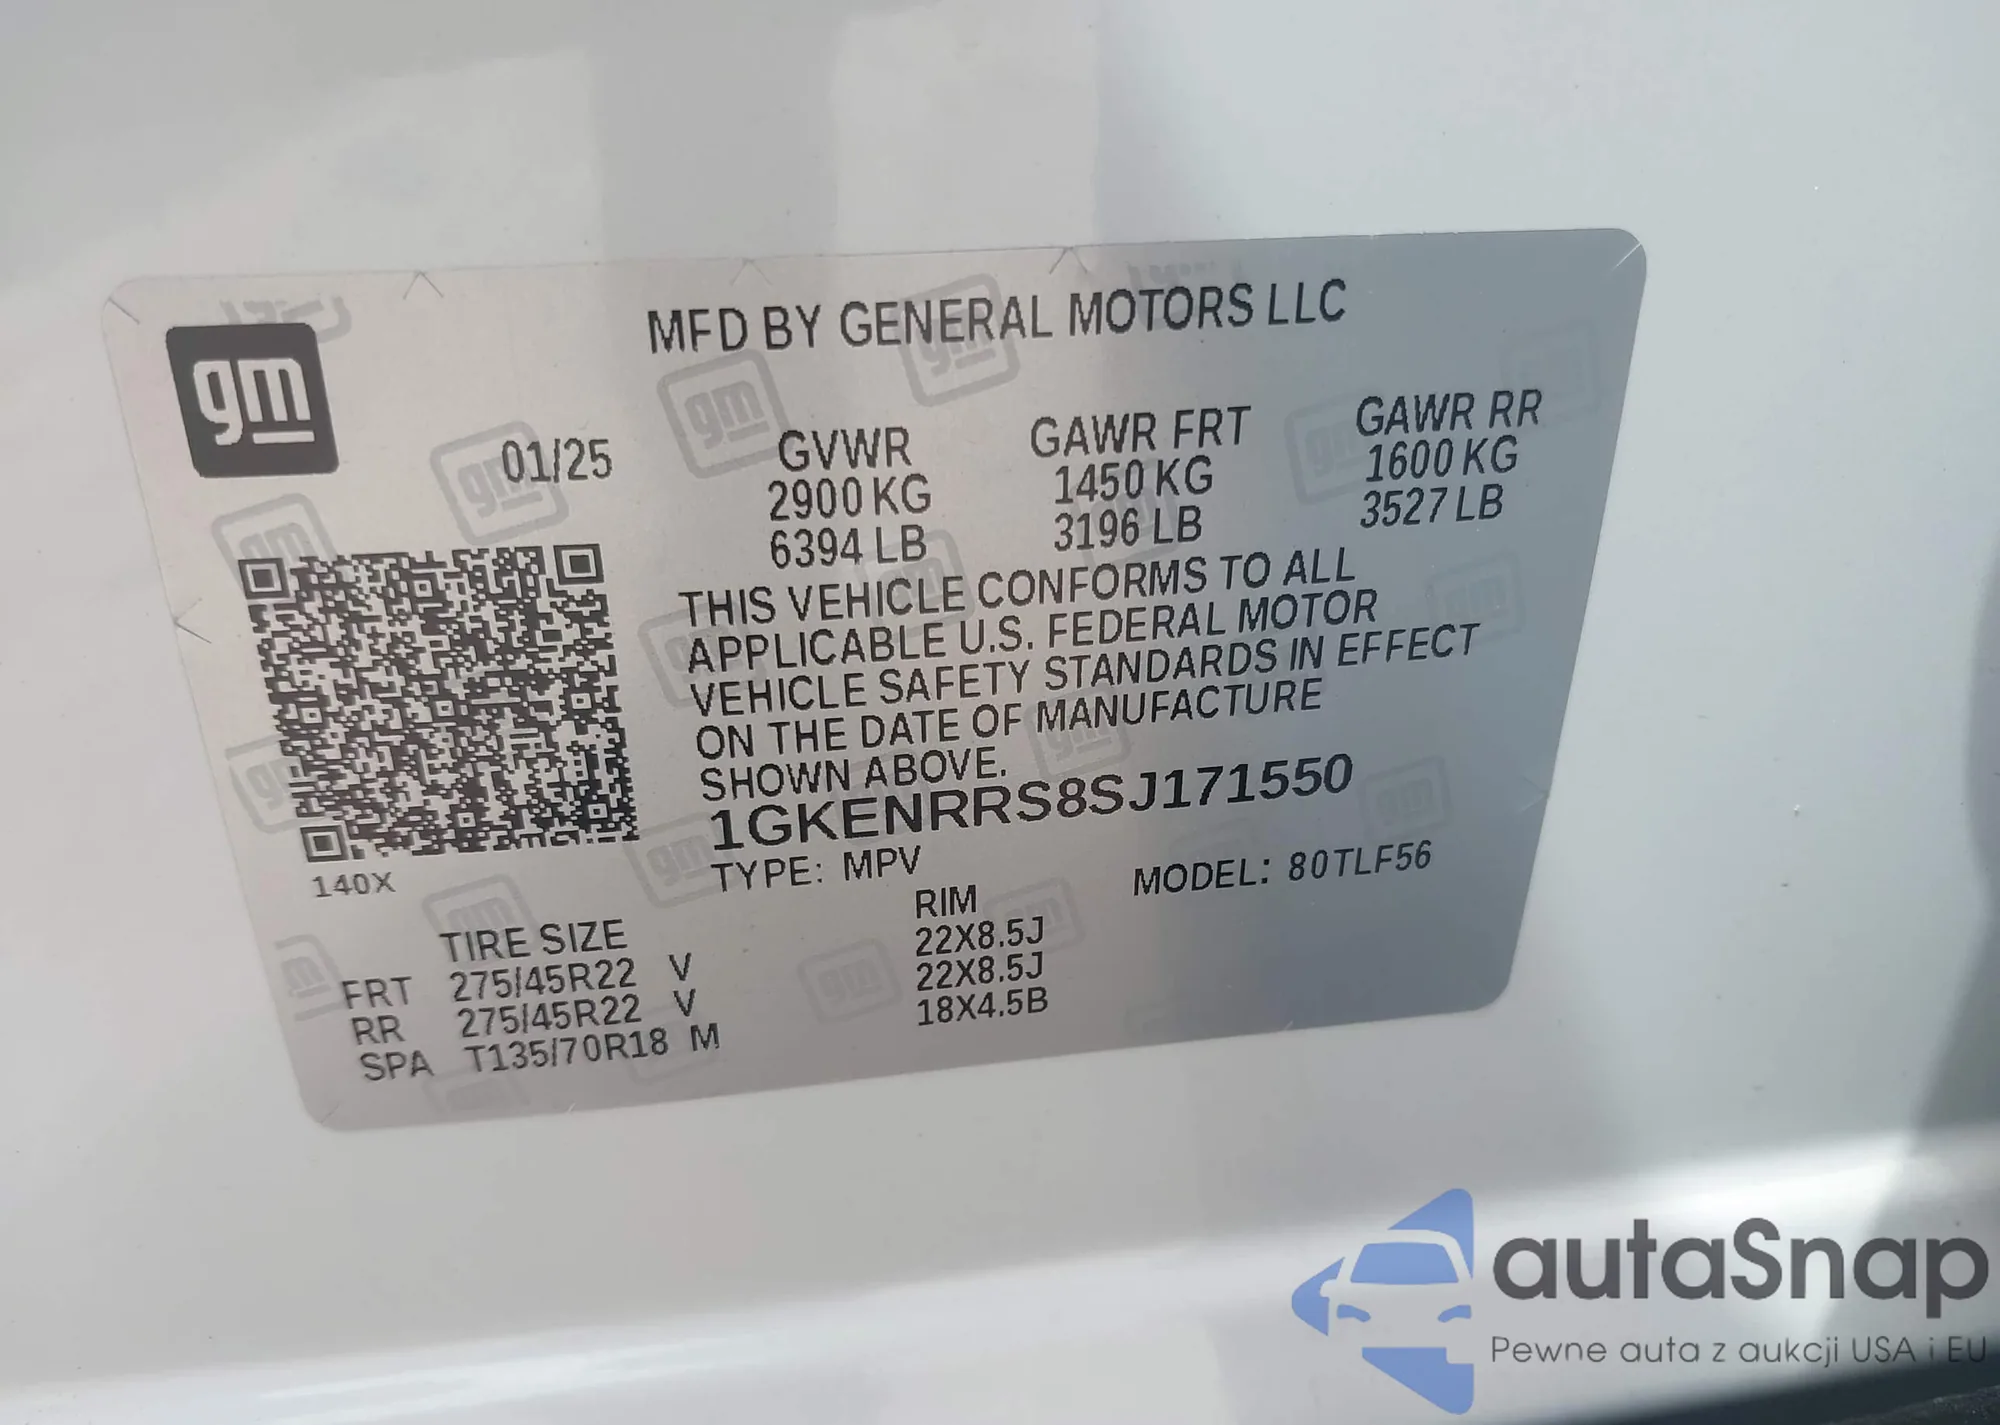 gm
MFD BY GENERAL MOTORS LLC
01/25
GVWR GAWR FRT GAWR RR
2900 KG 1450 KG 1600 KG
6394 LB 3196 LB 3527 LB
THIS VEHICLE CONFORMS TO ALL
APPLICABLE U.S. FEDERAL MOTOR
VEHICLE SAFETY STANDARDS IN EFFECT
ON THE DATE OF MANUFACTURE
SHOWN ABOVE.
1GKENRRS8SJ171550
TYPE: MPV MODEL: 80TLF56
140X
TIRE SIZE RIM
FRT 275/45R22 V 22X8.5J
RR 275/45R22 V 22X8.5J
SPA T135/70R18 M 18X4.5B
autaSnap
Pewne auta z aukcji USA i EU